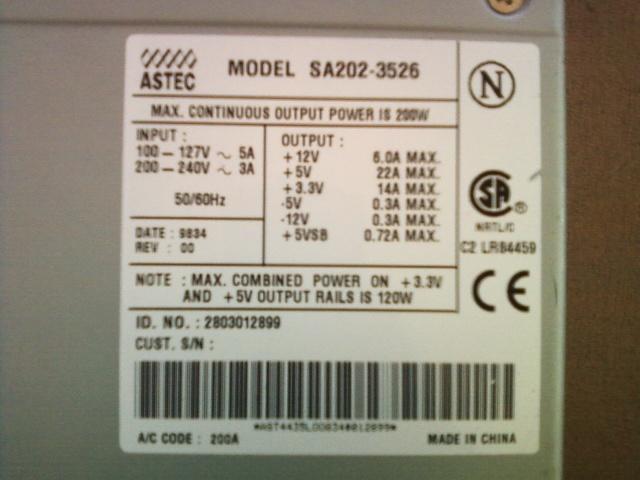 ASTEC
MODEL SA202-3526
MAX. CONTINUOUS OUTPUT POWER IS 200W
INPUT :
100 – 127V ~ 5A
200 – 240V ~ 3A
50/60Hz
DATE : 9834
REV : 00
OUTPUT :
+12V 6.0A MAX.
+5V 22A MAX.
+3.3V 14A MAX.
-5V 0.3A MAX.
-12V 0.3A MAX.
+5VSB 0.72A MAX.
N
SA ®
NRTL/C
C2 LR84459
CE
NOTE : MAX. COMBINED POWER ON +3.3V
AND +5V OUTPUT RAILS IS 120W
ID. NO. : 2803012899
CUST. S/N :
A/C CODE : 200A
MADE IN CHINA